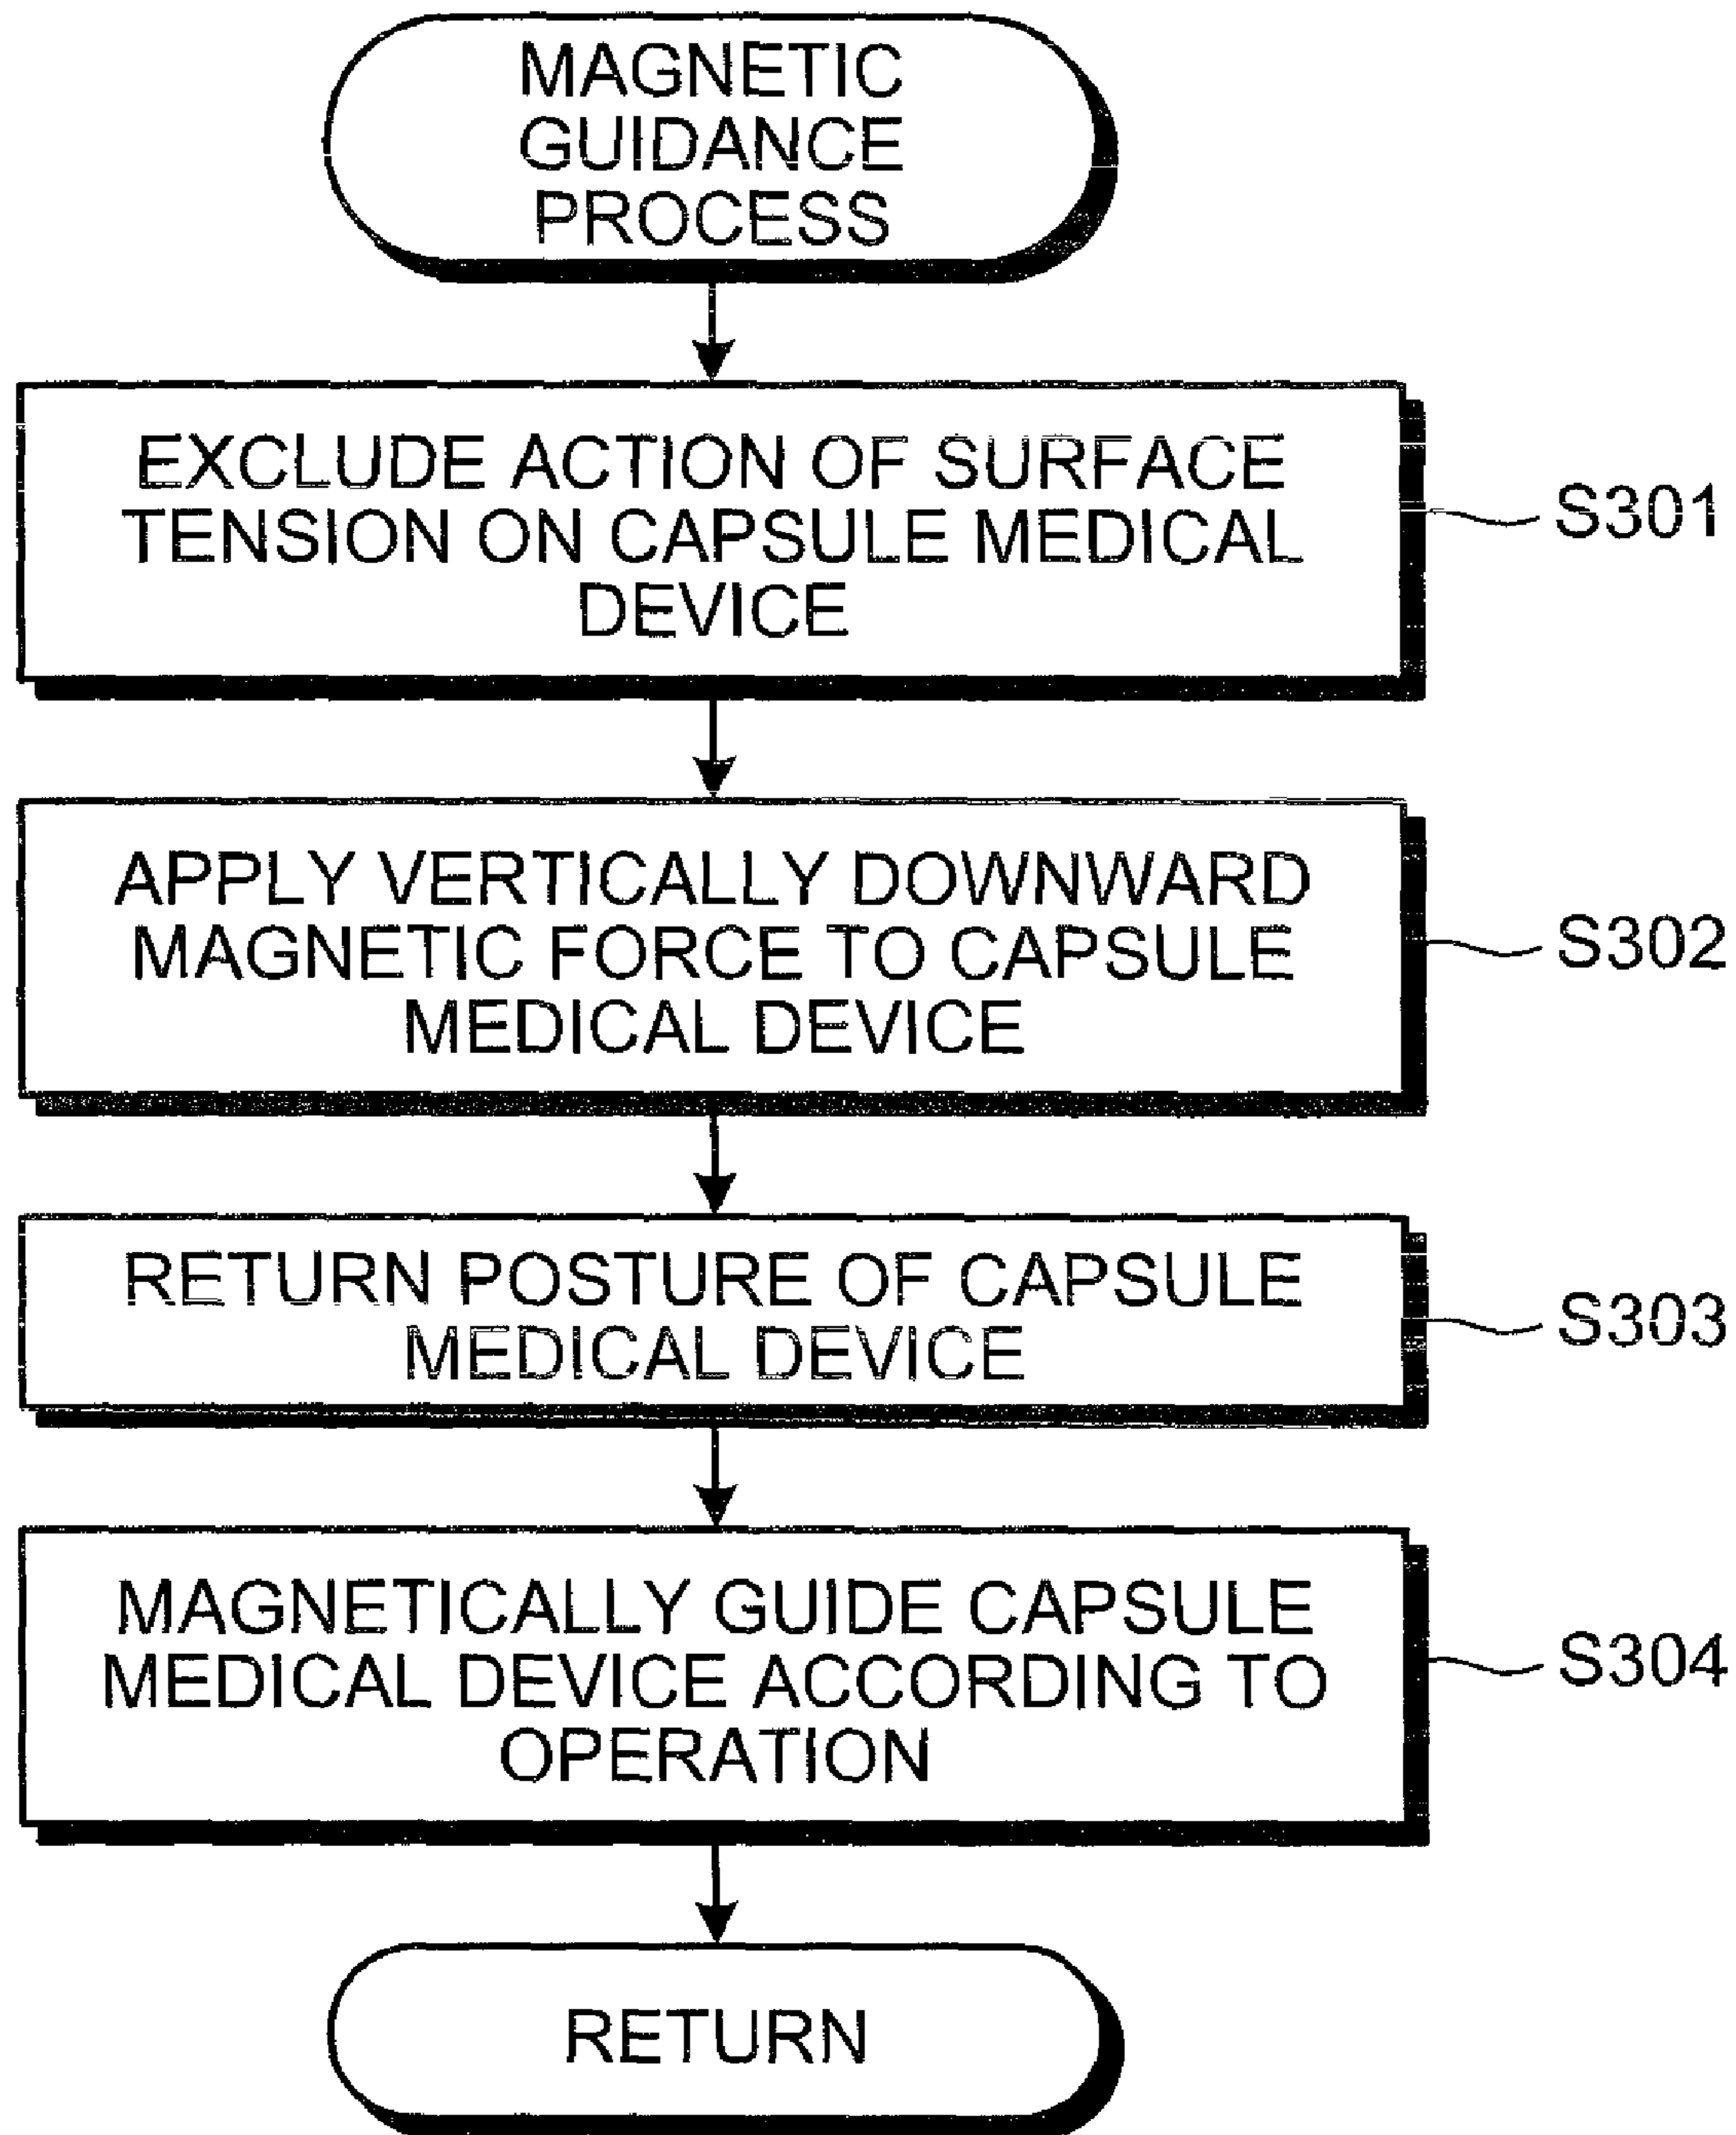 MAGNETIC
GUIDANCE
PROCESS
EXCLUDE ACTION OF SURFACE
TENSION ON CAPSULE MEDICAL
DEVICE
S301
APPLY VERTICALLY DOWNWARD
MAGNETIC FORCE TO CAPSULE
MEDICAL DEVICE
S302
RETURN POSTURE OF CAPSULE
MEDICAL DEVICE
S303
MAGNETICALLY GUIDE CAPSULE
MEDICAL DEVICE ACCORDING TO
OPERATION
S304
RETURN